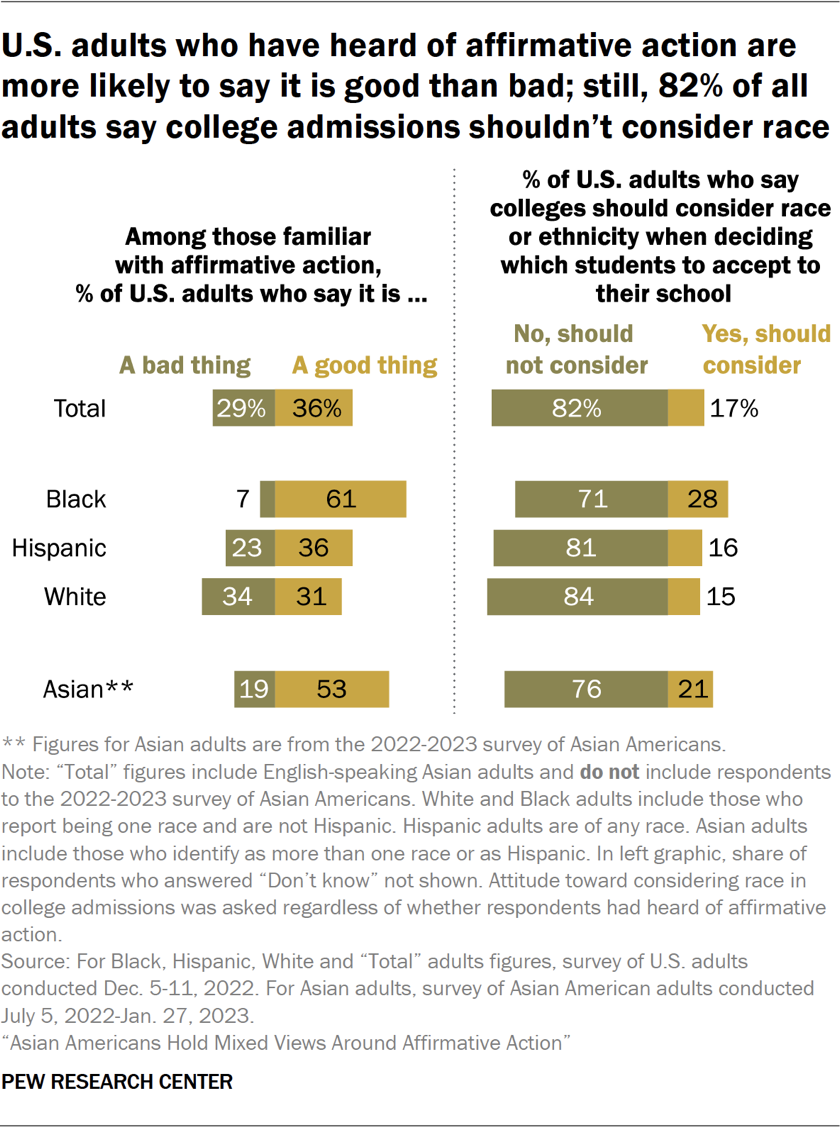 U.S. adults who have heard of affirmative action are
more likely to say it is good than bad; still, 82% of all
adults say college admissions shouldn’t consider race
Among those familiar
with affirmative action,
% of U.S. adults who say it is ...
% of U.S. adults who say
colleges should consider race
or ethnicity when deciding
which students to accept to
their school
A bad thing A good thing
No, should
not consider
Yes, should
consider
Total 29% 36% 82% 17%
Black 7 61 71 28
Hispanic 23 36 81 16
White 34 31 84 15
Asian** 19 53 76 21
** Figures for Asian adults are from the 2022-2023 survey of Asian Americans.
Note: “Total” figures include English-speaking Asian adults and do not include respondents
to the 2022-2023 survey of Asian Americans. White and Black adults include those who
report being one race and are not Hispanic. Hispanic adults are of any race. Asian adults
include those who identify as more than one race or as Hispanic. In left graphic, share of
respondents who answered “Don’t know” not shown. Attitude toward considering race in
college admissions was asked regardless of whether respondents had heard of affirmative
action.
Source: For Black, Hispanic, White and “Total” adults figures, survey of U.S. adults
conducted Dec. 5-11, 2022. For Asian adults, survey of Asian American adults conducted
July 5, 2022-Jan. 27, 2023.
“Asian Americans Hold Mixed Views Around Affirmative Action”
PEW RESEARCH CENTER